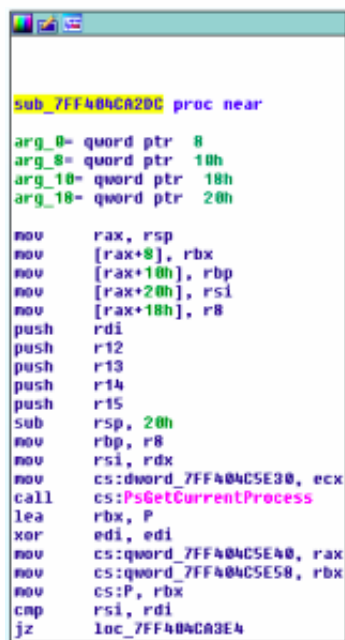 sub_7FF404CA2DC proc near
arg_0= qword ptr 8
arg_8= qword ptr 10h
arg_10= qword ptr 18h
arg_18= qword ptr 20h
mov rax, rsp
mov [rax+8], rbx
mov [rax+10h], rbp
mov [rax+20h], rsi
mov [rax+18h], r8
push rdi
push r12
push r13
push r14
push r15
sub rsp, 20h
mov rbp, r8
mov rsi, rdx
mov cs:dword_7FF404C5E30, ecx
call cs:PsGetCurrentProcess
lea rbx, P
xor edi, edi
mov cs:qword_7FF404C5E40, rax
mov cs:qword_7FF404C5E58, rbx
mov cs:P, rbx
cmp rsi, rdi
jz loc_7FF404CA3E4